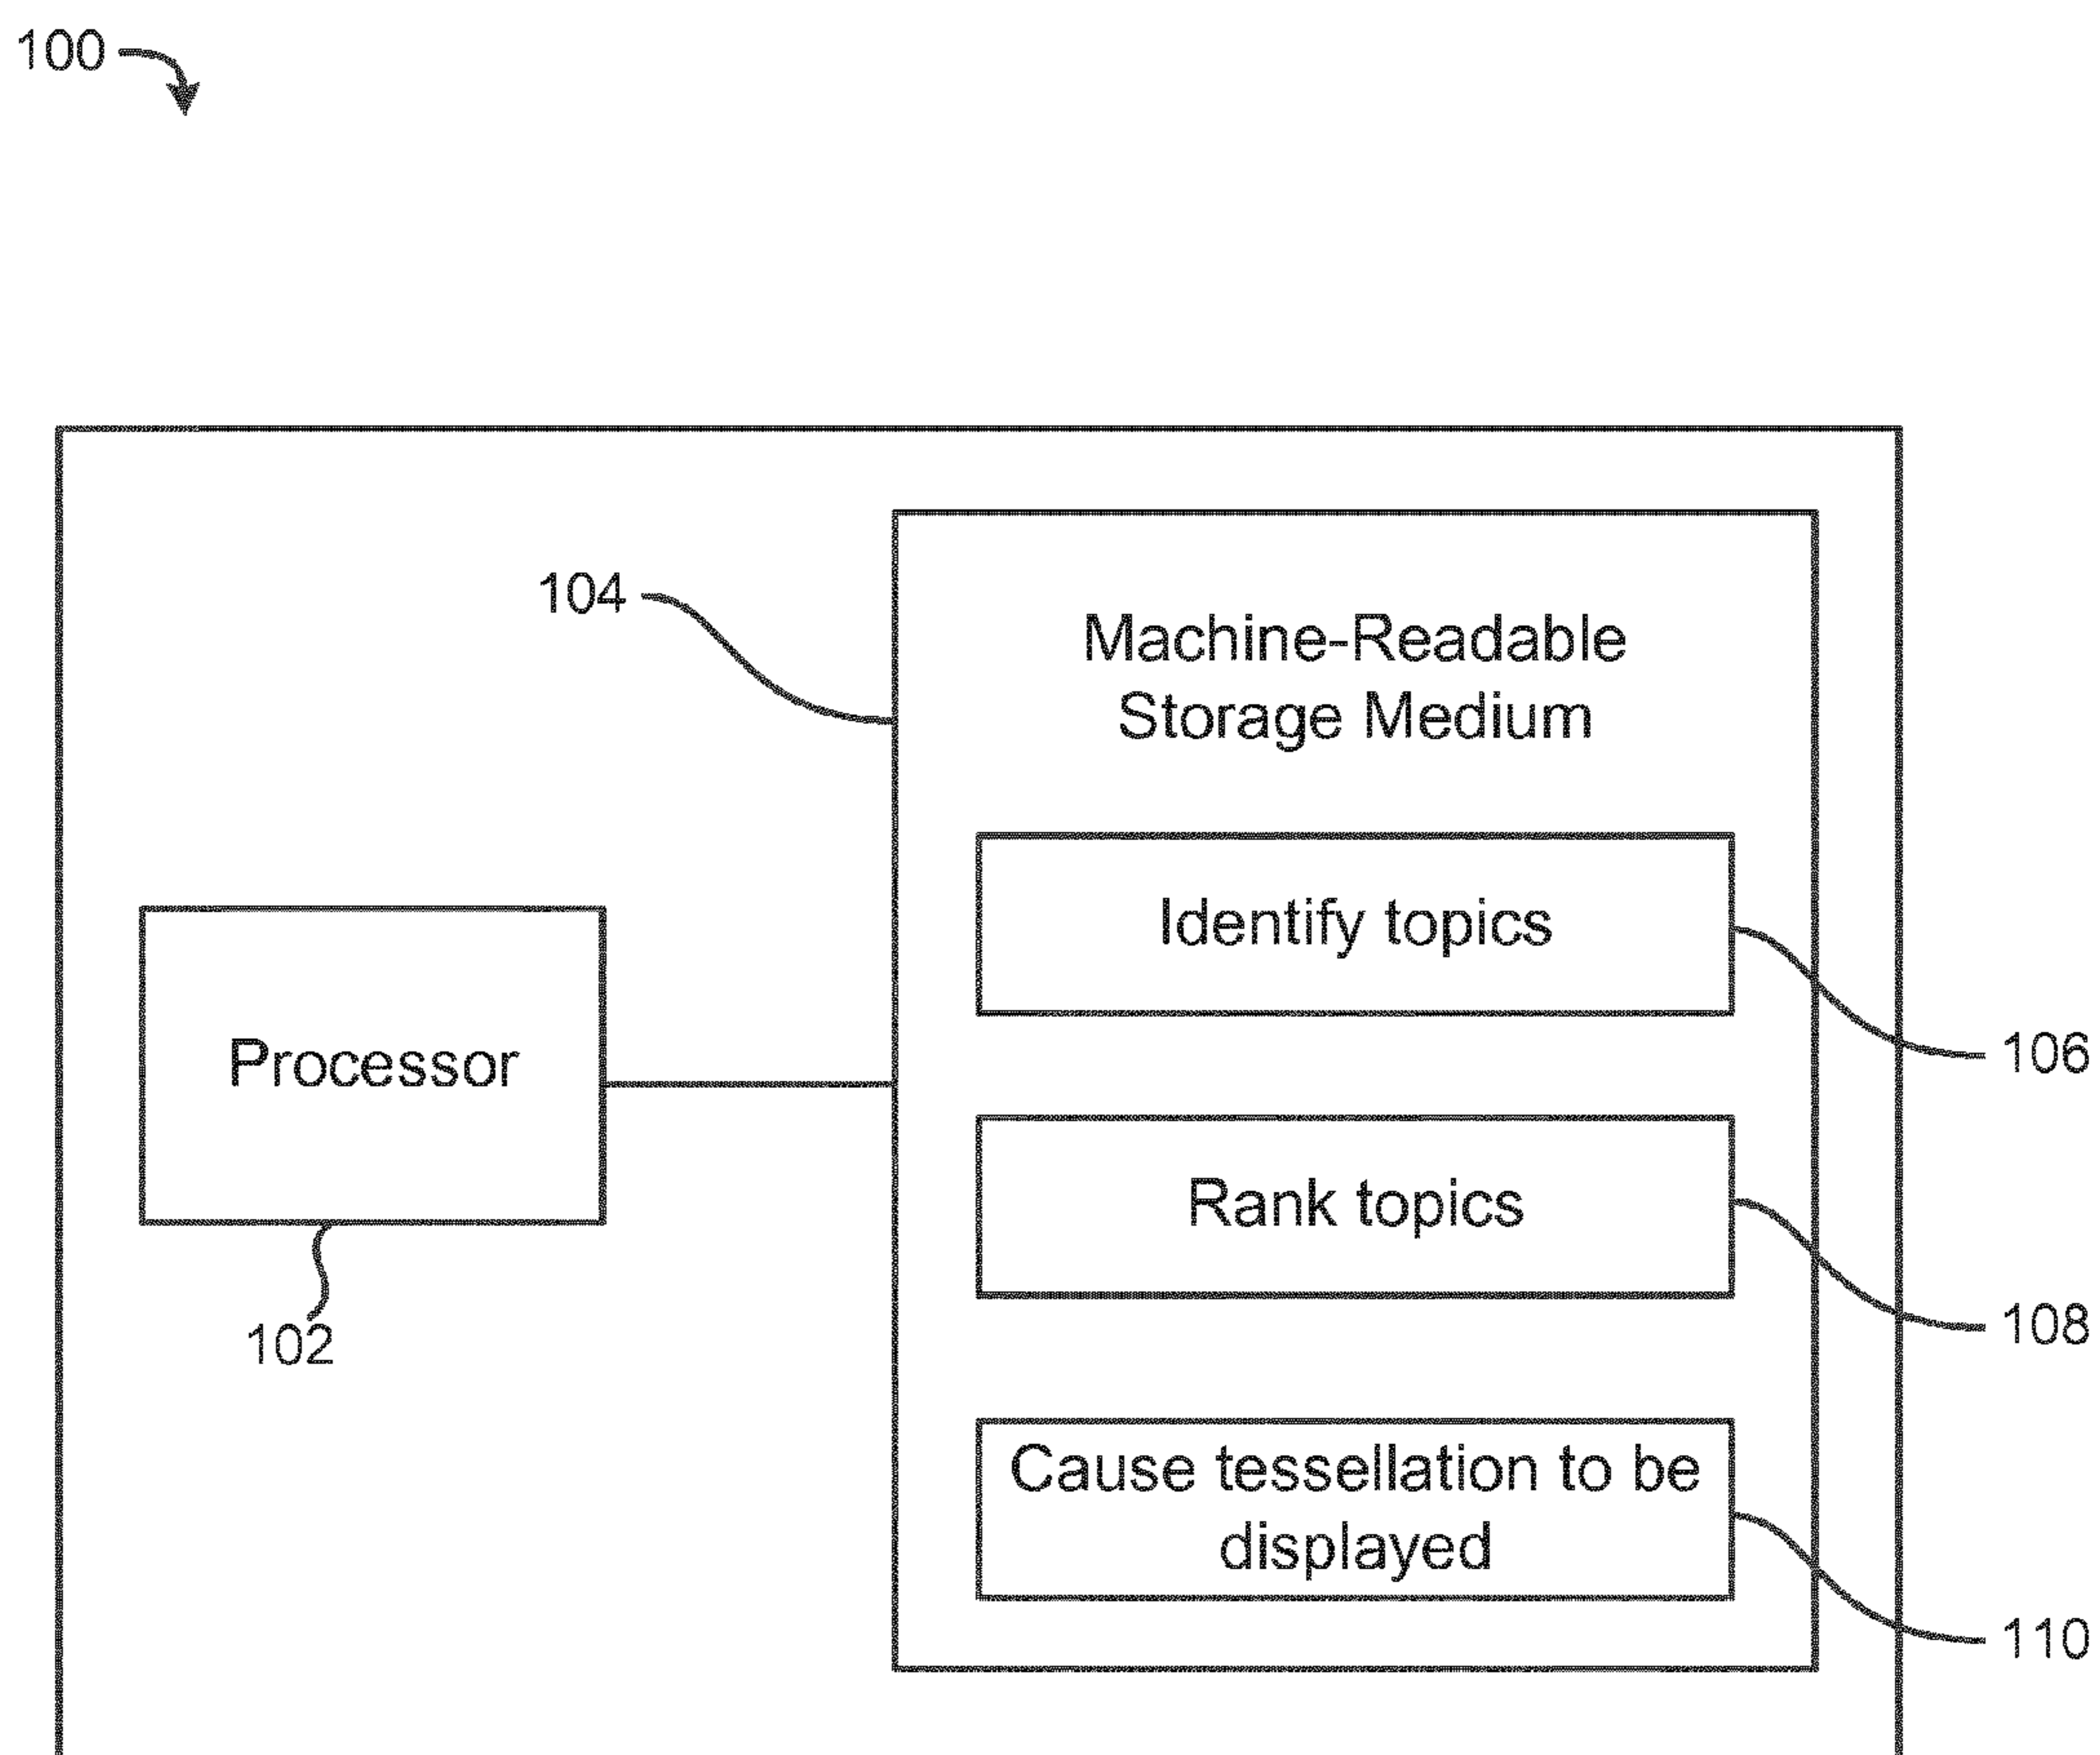 100
104
Machine-Readable
Storage Medium
Identify topics
Processor
106
Rank topics
108
102
Cause tessellation to be
displayed
110